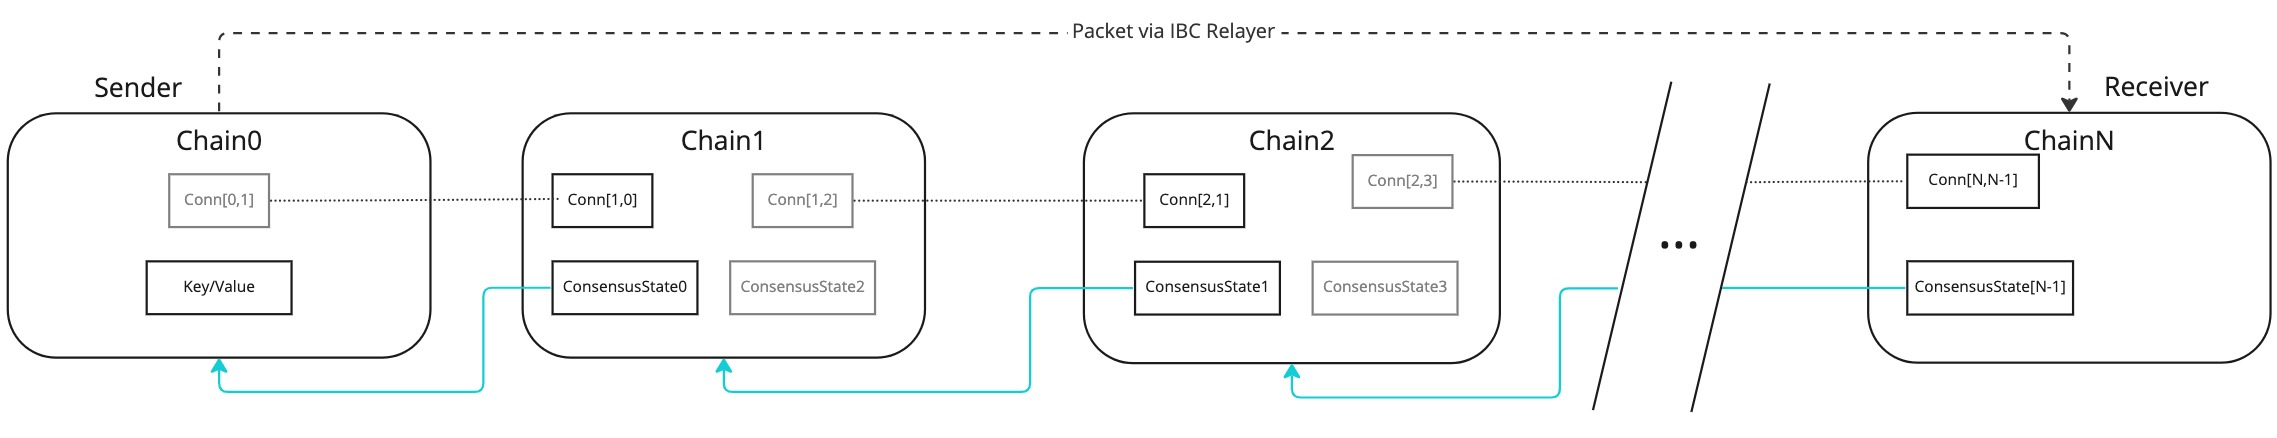 Packet via IBC Relayer
Sender
Receiver
Chain0
Chain1
Chain2
ChainN
Conn[0,1]
Conn[1,0]
Conn[1,2]
Conn[2,1]
Conn[2,3]
Conn[N,N-1]
...
Key/Value
ConsensusState0
ConsensusState2
ConsensusState1
ConsensusState3
ConsensusState[N-1]